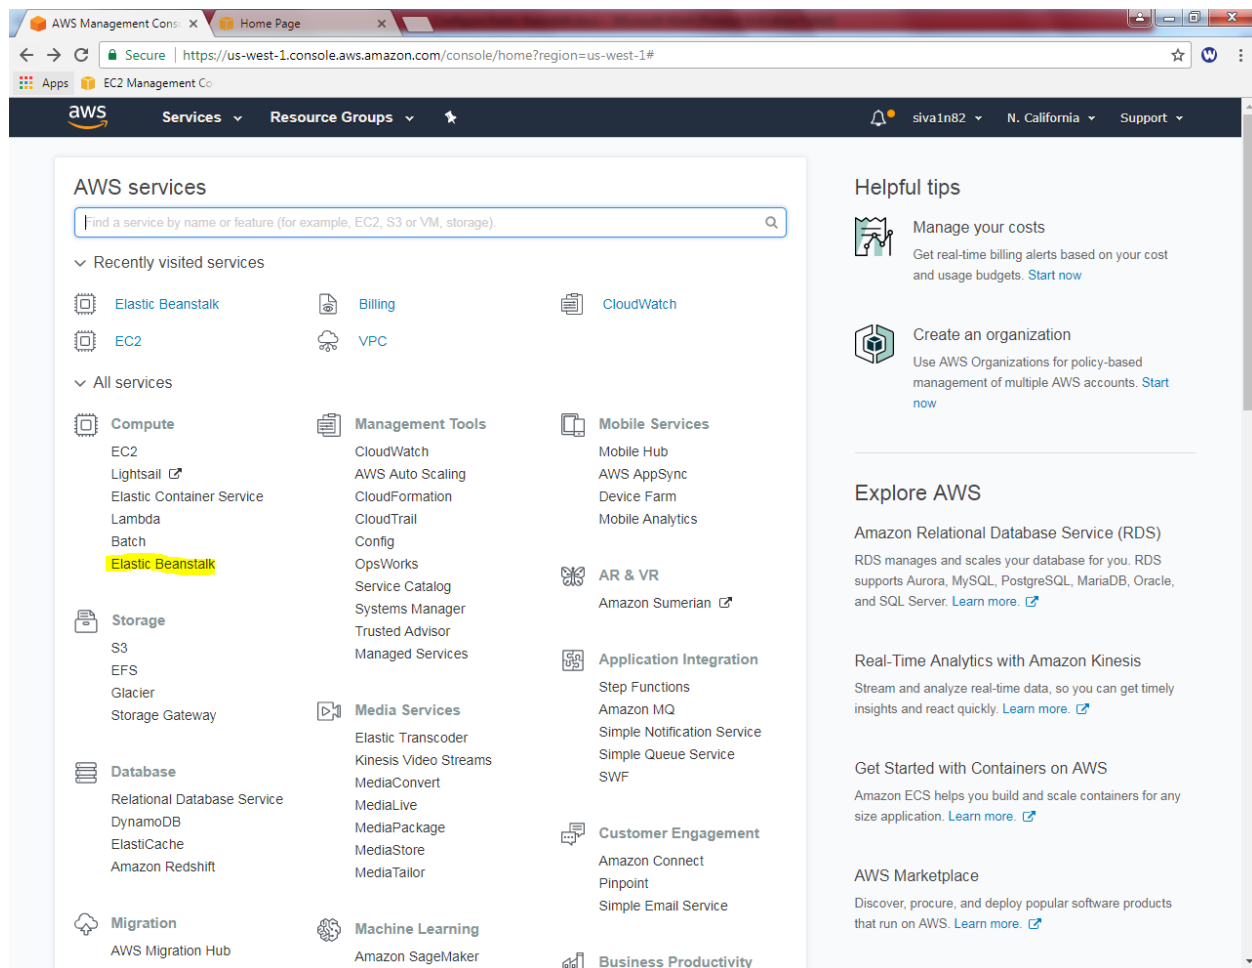 AWS Management Cons
Home Page
Secure
https://us-west-1.console.aws.amazon.com/console/home?region=us-west-1#
W
Apps
EC2 Management Co
aws
Services
Resource Groups
siva1n82
N. California
Support
AWS services
Find a service by name or feature (for example, EC2, S3 or VM, storage).
Recently visited services
Elastic Beanstalk
Billing
CloudWatch
EC2
VPC
All services
Compute
EC2
Lightsail
Elastic Container Service
Lambda
Batch
Elastic Beanstalk
Storage
S3
EFS
Glacier
Storage Gateway
Database
Relational Database Service
DynamoDB
ElastiCache
Amazon Redshift
Migration
AWS Migration Hub
Management Tools
CloudWatch
AWS Auto Scaling
CloudFormation
CloudTrail
Config
OpsWorks
Service Catalog
Systems Manager
Trusted Advisor
Managed Services
Media Services
Elastic Transcoder
Kinesis Video Streams
MediaConvert
MediaLive
MediaPackage
MediaStore
MediaTailor
Machine Learning
Amazon SageMaker
Mobile Services
Mobile Hub
AWS AppSync
Device Farm
Mobile Analytics
AR & VR
Amazon Sumerian
Application Integration
Step Functions
Amazon MQ
Simple Notification Service
Simple Queue Service
SWF
Customer Engagement
Amazon Connect
Pinpoint
Simple Email Service
Business Productivity
Helpful tips
Manage your costs
Get real-time billing alerts based on your cost
and usage budgets. Start now
Create an organization
Use AWS Organizations for policy-based
management of multiple AWS accounts. Start
now
Explore AWS
Amazon Relational Database Service (RDS)
RDS manages and scales your database for you. RDS
supports Aurora, MySQL, PostgreSQL, MariaDB, Oracle,
and SQL Server. Learn more.
Real-Time Analytics with Amazon Kinesis
Stream and analyze real-time data, so you can get timely
insights and react quickly. Learn more.
Get Started with Containers on AWS
Amazon ECS helps you build and scale containers for any
size application. Learn more.
AWS Marketplace
Discover, procure, and deploy popular software products
that run on AWS. Learn more.